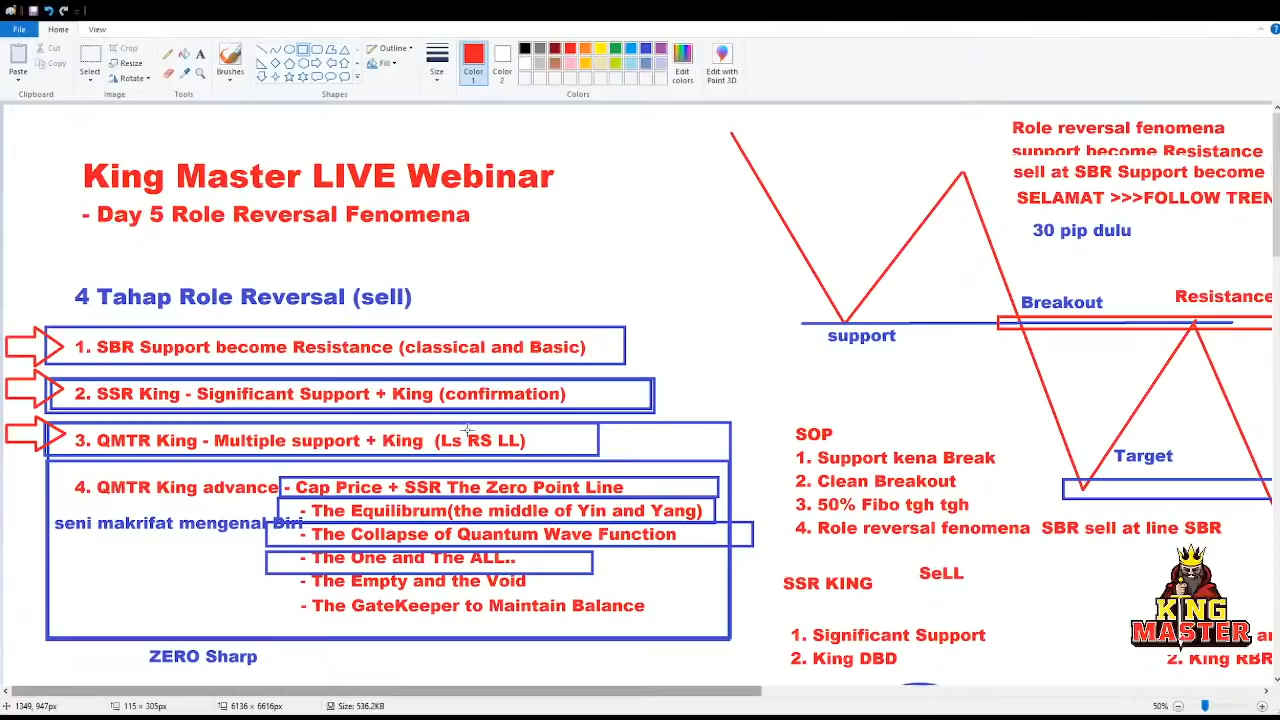 File
Home
View
Paste
Cut
Copy
Clipboard
Select
Crop
Resize
Rotate
Image
Tools
Brushes
Shapes
Outline
Fill
Size
Color 1
Color 2
Edit colors
Colors
Edit with Paint 3D
King Master LIVE Webinar
- Day 5 Role Reversal Fenomena
4 Tahap Role Reversal (sell)
1. SBR Support become Resistance (classical and Basic)
2. SSR King - Significant Support + King (confirmation)
3. QMTR King - Multiple support + King (Ls RS LL)
4. QMTR King advance - Cap Price + SSR The Zero Point Line
- The Equilibrum(the middle of Yin and Yang)
seni makrifat mengenal Diri
- The Collapse of Quantum Wave Function
- The One and The ALL..
- The Empty and the Void
- The GateKeeper to Maintain Balance
ZERO Sharp
Role reversal fenomena
support become Resistance
sell at SBR Support become
SELAMAT >>>FOLLOW TREN
30 pip dulu
Breakout
Resistance
support
Target
SOP
1. Support kena Break
2. Clean Breakout
3. 50% Fibo tgh tgh
4. Role reversal fenomena SBR sell at line SBR
SSR KING
SeLL
1. Significant Support
2. King DBD
2. King RBR
KING
MASTER
1349, 947px
115 × 305px
6136 × 6616px
Size: 536.2KB
50%